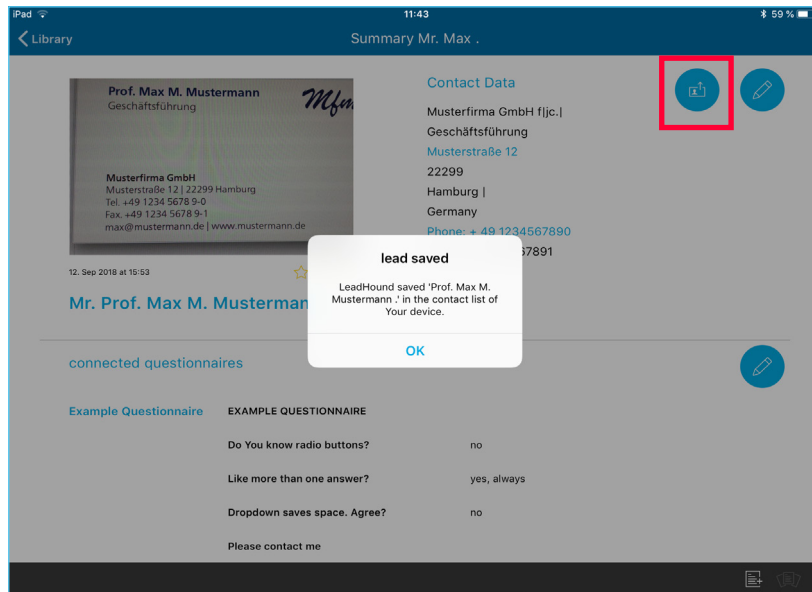 iPad 11:43 59 %
Library Summary Mr. Max .
Prof. Max M. Mustermann
Geschäftsführung
Musterfirma GmbH
Musterstraße 12 | 22299 Hamburg
Tel. +49 1234 5678 9-0
Fax. +49 1234 5678 9-1
max@mustermann.de | www.mustermann.de
12. Sep 2018 at 15:53
Mr. Prof. Max M. Musterman
Contact Data
Musterfirma GmbH f|jc.|
Geschäftsführung
Musterstraße 12
22299
Hamburg |
Germany
Phone: + 49 1234567890
67891
lead saved
LeadHound saved 'Prof. Max M.
Mustermann .' in the contact list of
Your device.
OK
connected questionnaires
Example Questionnaire EXAMPLE QUESTIONNAIRE
Do You know radio buttons? no
Like more than one answer? yes, always
Dropdown saves space. Agree? no
Please contact me